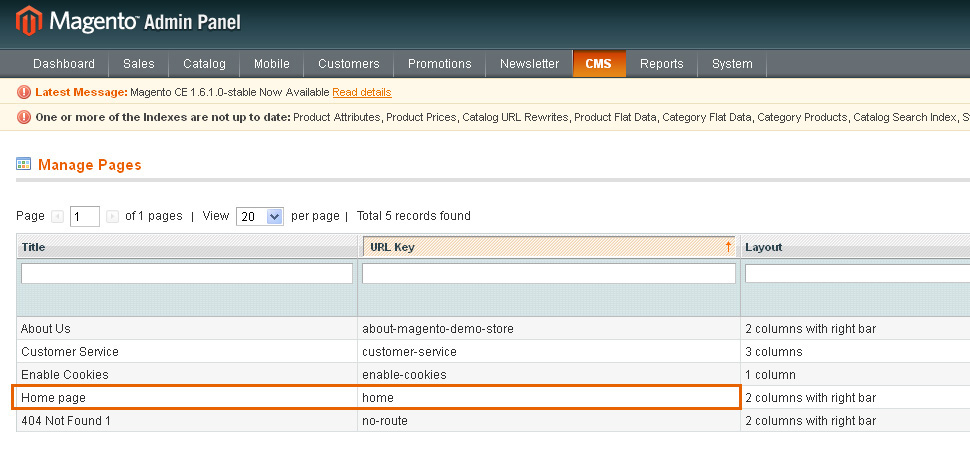 Magento™ Admin Panel
Dashboard Sales Catalog Mobile Customers Promotions Newsletter CMS Reports System
Latest Message: Magento CE 1.6.1.0-stable Now Available Read details
One or more of the Indexes are not up to date: Product Attributes, Product Prices, Catalog URL Rewrites, Product Flat Data, Category Flat Data, Category Products, Catalog Search Index, S
Manage Pages
Page 1 of 1 pages | View 20 per page | Total 5 records found
Title URL Key Layout
About Us about-magento-demo-store 2 columns with right bar
Customer Service customer-service 3 columns
Enable Cookies enable-cookies 1 column
Home page home 2 columns with right bar
404 Not Found 1 no-route 2 columns with right bar